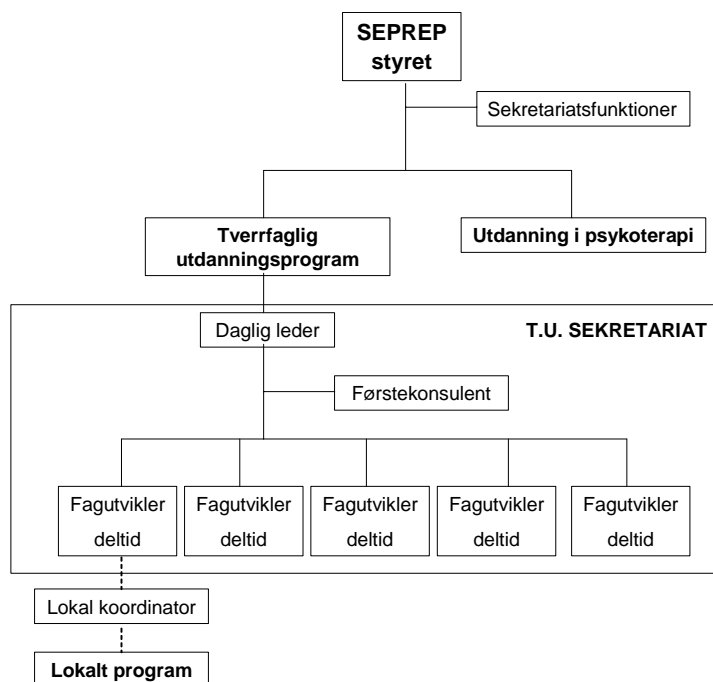 SEPREP
styret
Sekretariatsfunktioner
Tverrfaglig
utdanningsprogram
Utdanning i psykoterapi
Daglig leder
T.U. SEKRETARIAT
Førstekonsulent
Fagutvikler
deltid
Fagutvikler
deltid
Fagutvikler
deltid
Fagutvikler
deltid
Fagutvikler
deltid
Lokal koordinator
Lokalt program